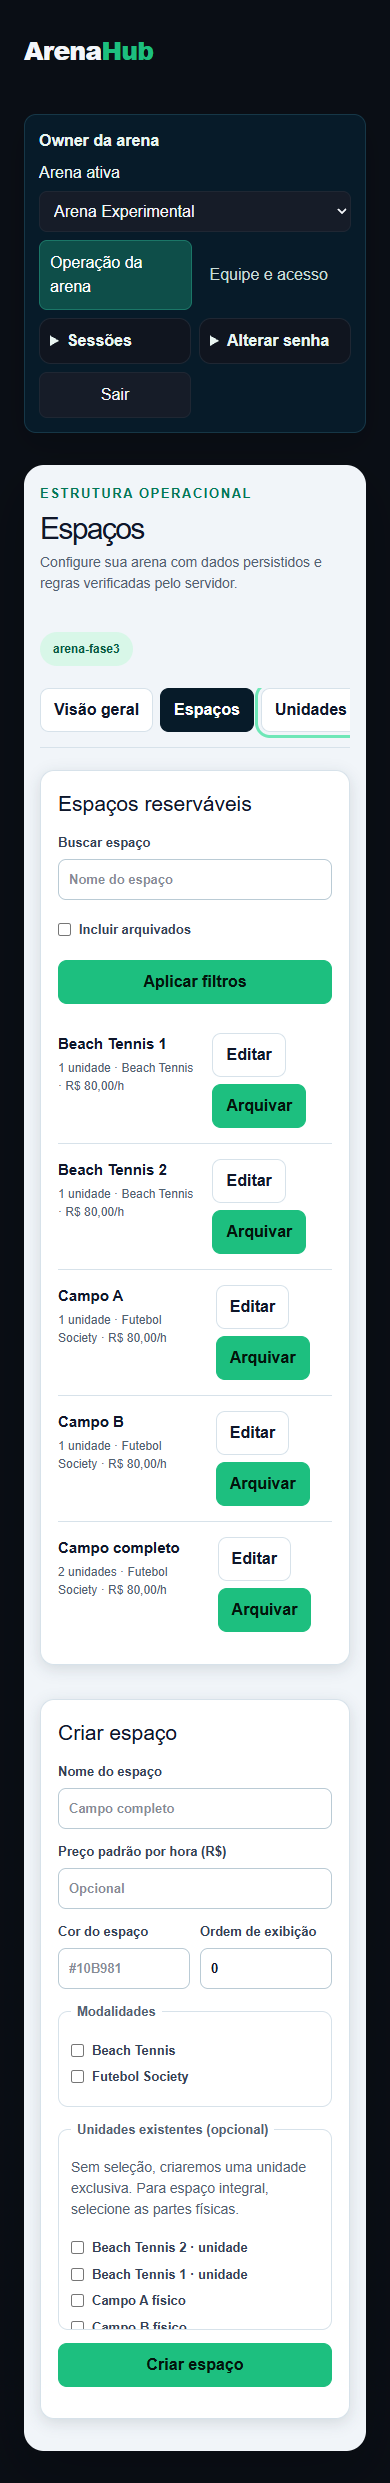 ArenaHub
Owner da arena
Arena ativa
Arena Experimental
Operação da
arena
Equipe e acesso
Sessões
Alterar senha
Sair
ESTRUTURA OPERACIONAL
Espaços
Configure sua arena com dados persistidos e
regras verificadas pelo servidor.
arena-fase3
Visão geral
Espaços
Unidades
Espaços reserváveis
Buscar espaço
Nome do espaço
Incluir arquivados
Aplicar filtros
Beach Tennis 1
1 unidade · Beach Tennis
· R$ 80,00/h
Editar
Arquivar
Beach Tennis 2
1 unidade · Beach Tennis
· R$ 80,00/h
Editar
Arquivar
Campo A
1 unidade · Futebol
Society · R$ 80,00/h
Editar
Arquivar
Campo B
1 unidade · Futebol
Society · R$ 80,00/h
Editar
Arquivar
Campo completo
2 unidades · Futebol
Society · R$ 80,00/h
Editar
Arquivar
Criar espaço
Nome do espaço
Campo completo
Preço padrão por hora (R$)
Opcional
Cor do espaço
Ordem de exibição
#10B981
0
Modalidades
Beach Tennis
Futebol Society
Unidades existentes (opcional)
Sem seleção, criaremos uma unidade
exclusiva. Para espaço integral,
selecione as partes físicas.
Beach Tennis 2 · unidade
Beach Tennis 1 · unidade
Campo A físico
Campo B físico
Criar espaço